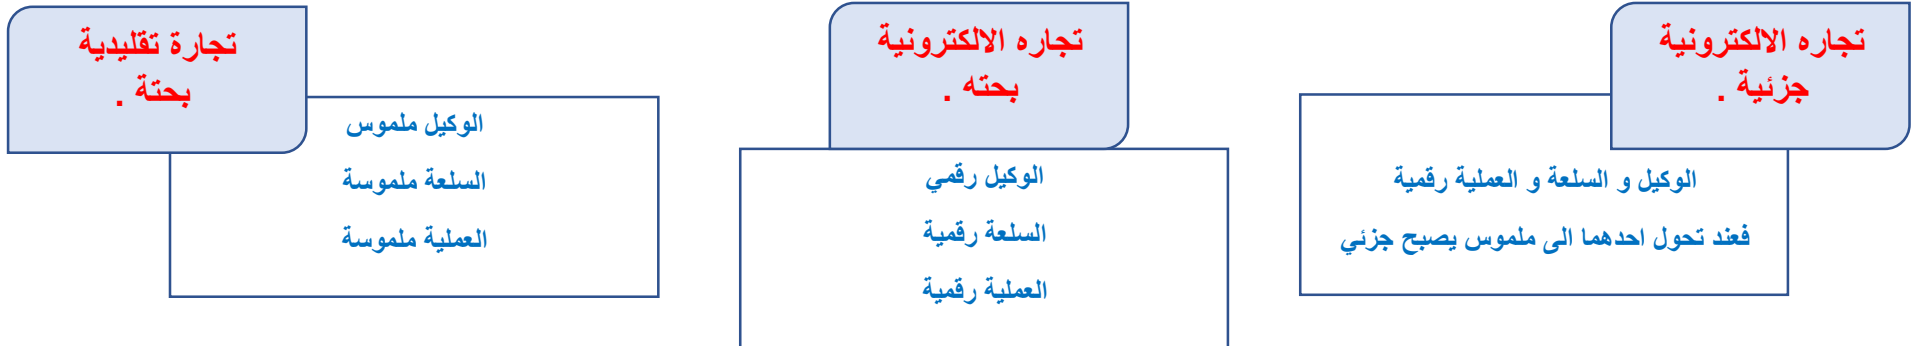 تجاره الالكترونية
جزئية .
الوكيل و السلعة و العملية رقمية
فعند تحول احدهما الى ملموس يصبح جزئي
تجاره الالكترونية
بحته .
الوكيل رقمي
السلعة رقمية
العملية رقمية
تجارة تقليدية
بحتة .
الوكيل ملموس
السلعة ملموسة
العملية ملموسة